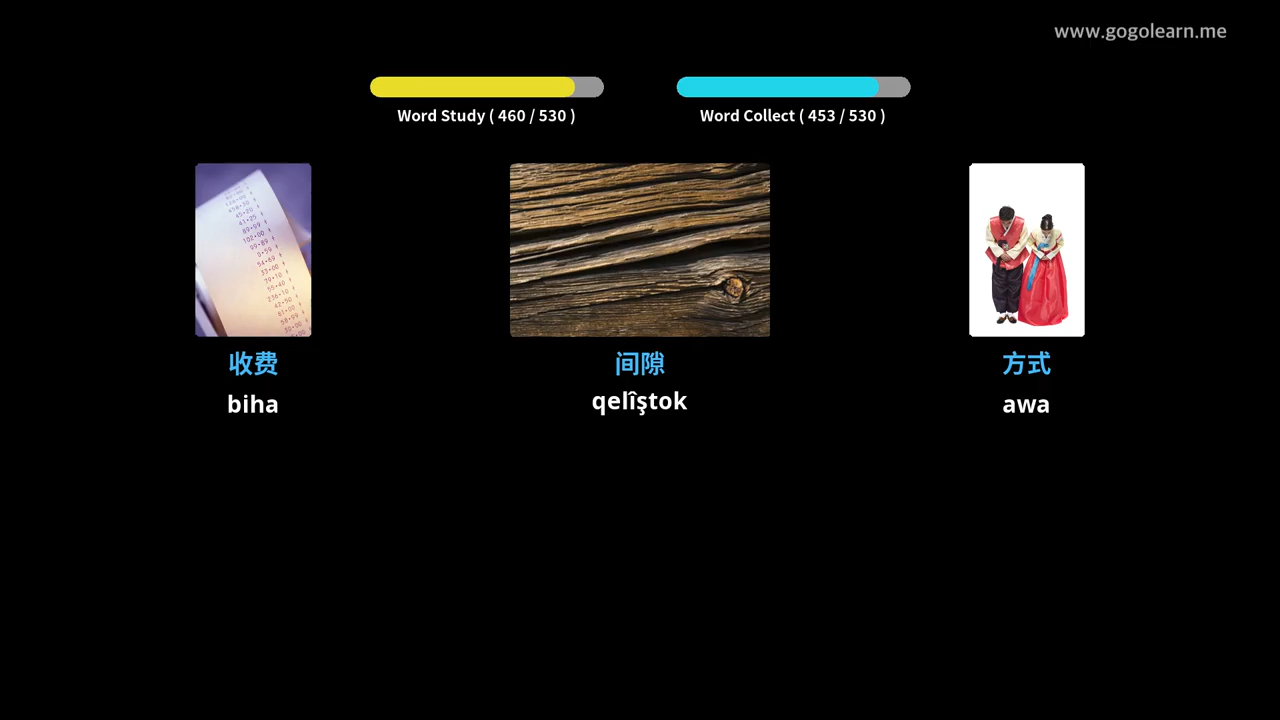 www.gogolearn.me
Word Study ( 460 / 530 )
Word Collect ( 453 / 530 )
收费
间隙
方式
biha
qelîştok
awa